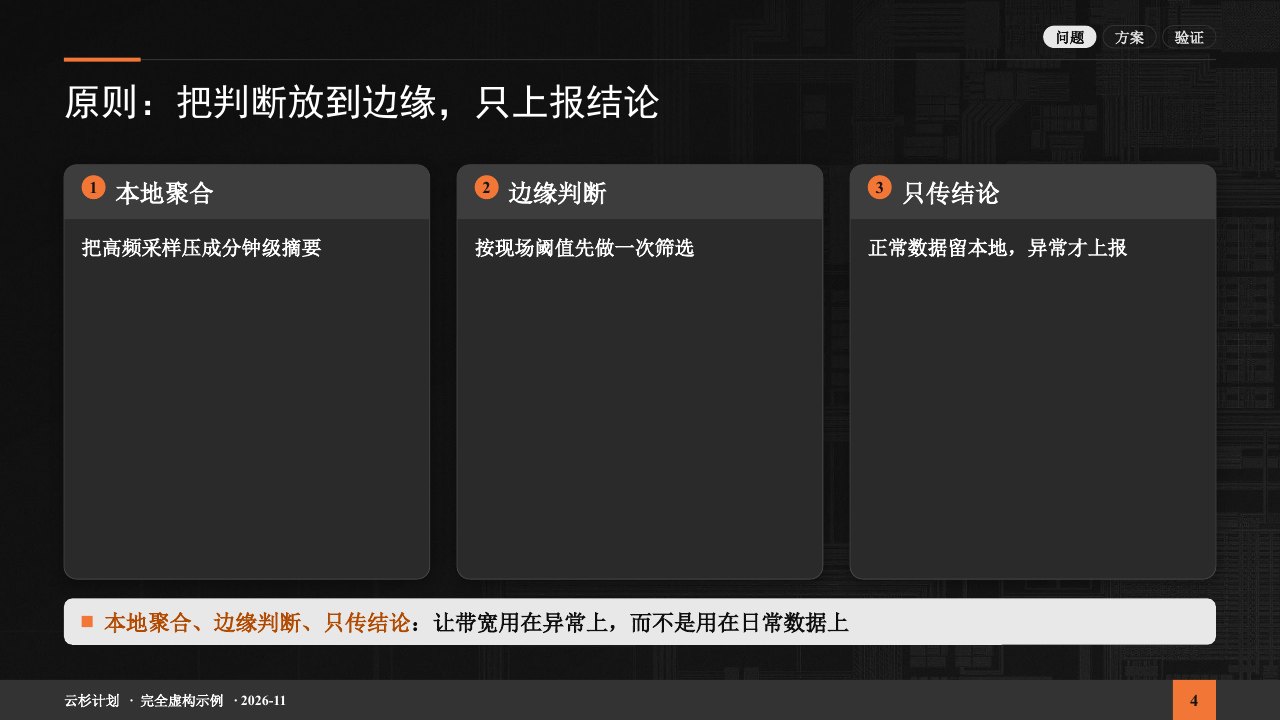 问题 方案 验证
原则：把判断放到边缘，只上报结论
1 本地聚合
把高频采样压成分钟级摘要
2 边缘判断
按现场阈值先做一次筛选
3 只传结论
正常数据留本地，异常才上报
本地聚合、边缘判断、只传结论：让带宽用在异常上，而不是用在日常数据上
云杉计划 · 完全虚构示例 · 2026-11
4